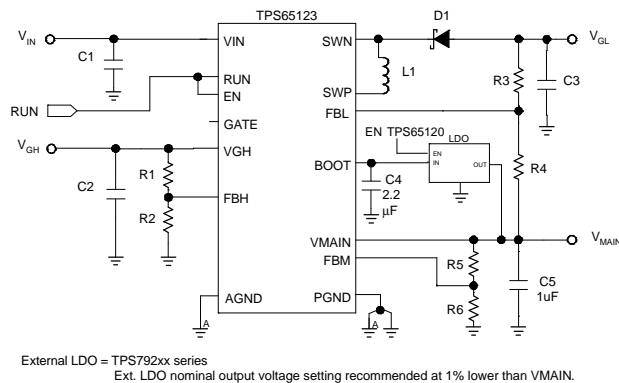 TPS65123
D1
VIN
VIN
SWN
VGL
C1
L1
R3
C3
RUN
EN
SWP
RUN
FBL
GATE
EN TPS65120
LDO
VGH
VGH
EN
IN
OUT
BOOT
R4
R1
C2
C4
2.2
μF
FBH
R2
VMAIN
VMAIN
FBM
R5
C5
1uF
AGND
PGND
R6
A
A
External LDO = TPS792xx series
Ext. LDO nominal output voltage setting recommended at 1% lower than VMAIN.